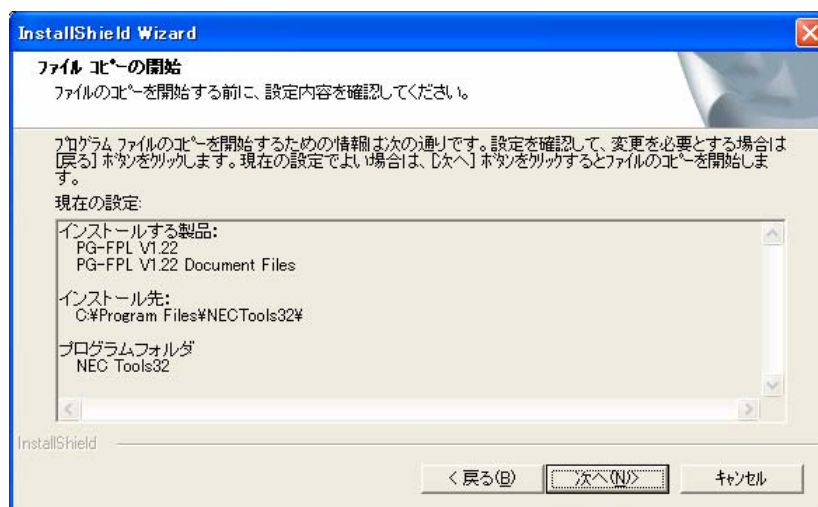 InstallShield Wizard
ファイル コピーの開始
ファイルのコピーを開始する前に、設定内容を確認してください。
プログラム ファイルのコピーを開始するための情報は次の通りです。設定を確認して、変更を必要とする場合は
[戻る] ボタンをクリックします。現在の設定でよい場合は、[次へ] ボタンをクリックするとファイルのコピーを開始しま
す。
現在の設定:
インストールする製品:
PG-FPL V1.22
PG-FPL V1.22 Document Files
インストール先:
C:¥Program Files¥NECTools32¥
プログラムフォルダ
NEC Tools32
InstallShield
< 戻る(B)
次へ(N)>
キャンセル